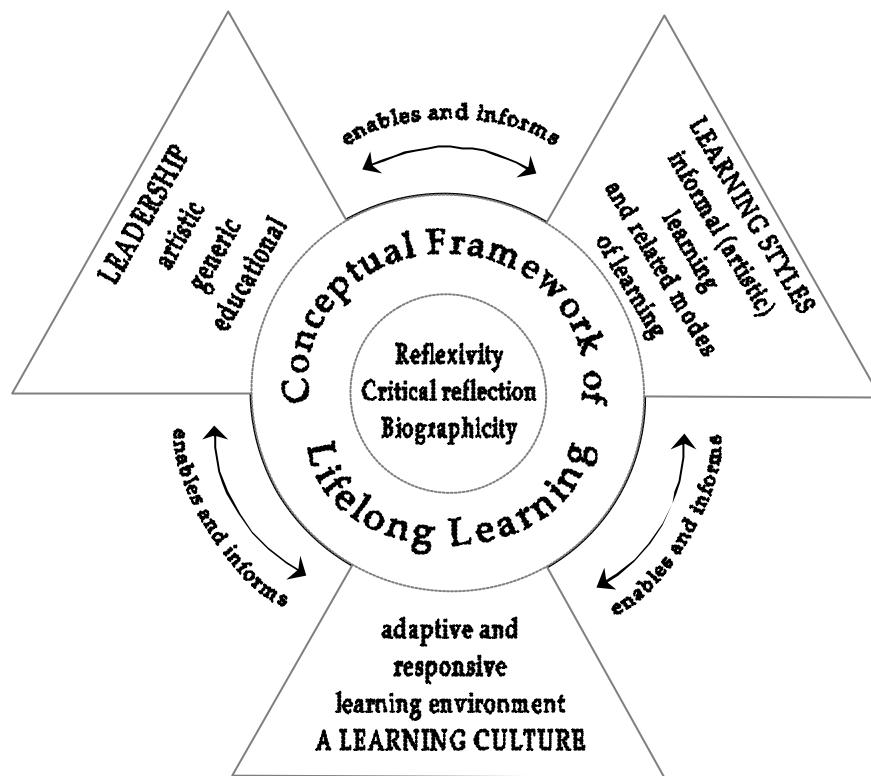 enables and informs
LEADERSHIP
artistic
generic
educational
LEARNING STYLES
informal (artistic)
learning
and related modes
of learning
Conceptual Framework of
Lifelong Learning
Reflexivity
Critical reflection
Biographicity
enables and informs
enables and informs
adaptive and
responsive
learning environment
A LEARNING CULTURE